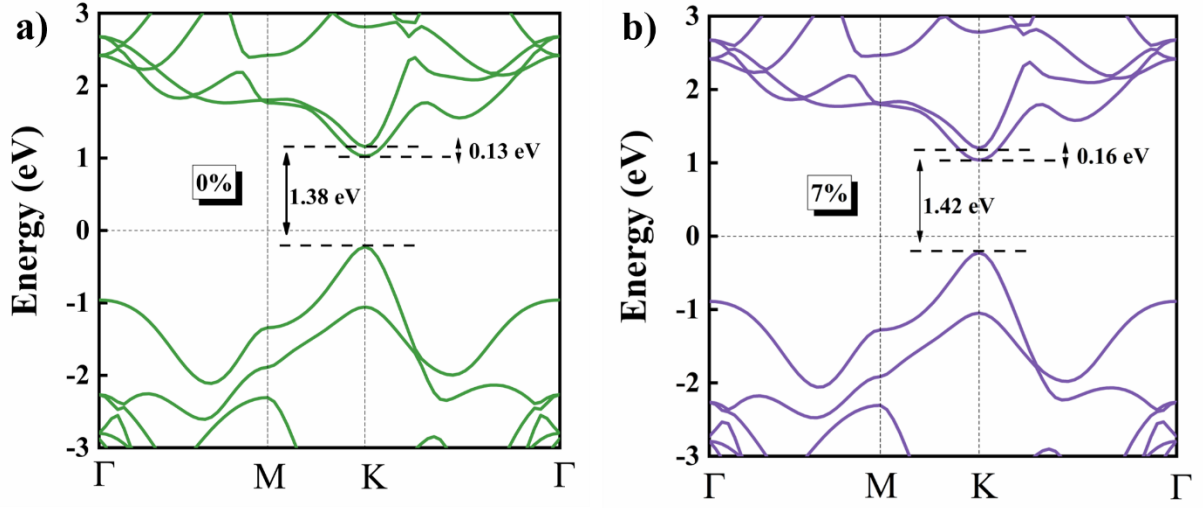 a)
Energy (eV)
3
2
1
0
-1
-2
-3
0%
1.38 eV
0.13 eV
Γ M K Γ
b)
Energy (eV)
3
2
1
0
-1
-2
-3
7%
1.42 eV
0.16 eV
Γ M K Γ